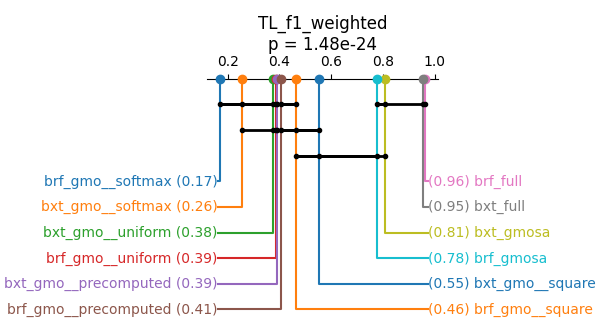 TL_f1_weighted
p = 1.48e-24
0.2 0.4 0.6 0.8 1.0
brf_gmo__softmax (0.17) (0.96) brf_full
bxt_gmo__softmax (0.26) (0.95) bxt_full
bxt_gmo__uniform (0.38) (0.81) bxt_gmosa
brf_gmo__uniform (0.39) (0.78) brf_gmosa
bxt_gmo__precomputed (0.39) (0.55) bxt_gmo__square
brf_gmo__precomputed (0.41) (0.46) brf_gmo__square